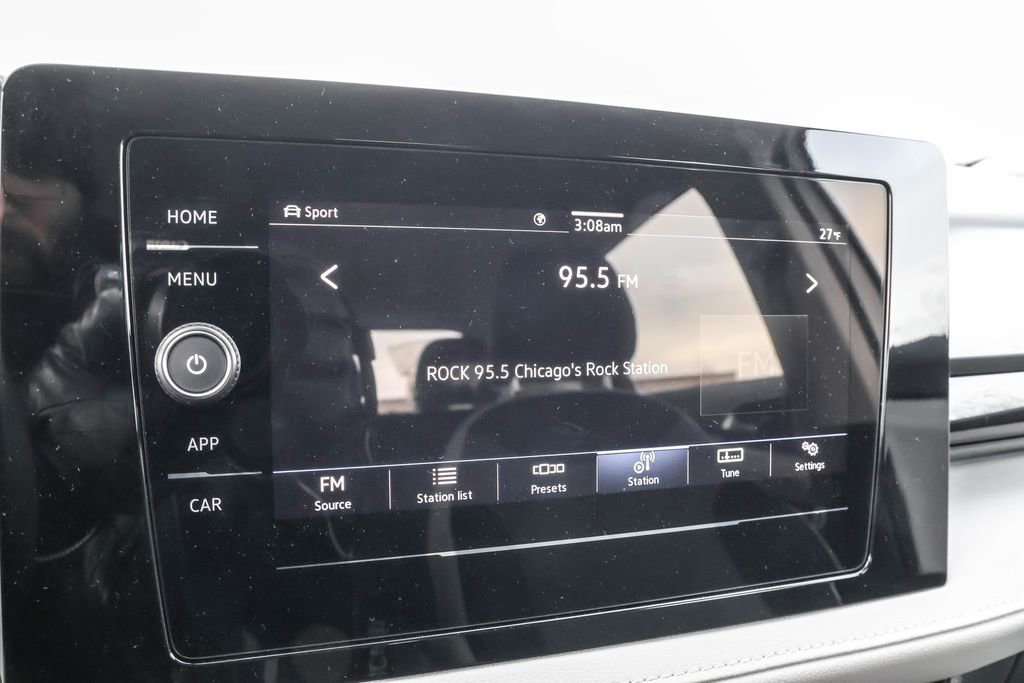 HOME
MENU
APP
CAR
Sport
3:08am
27°F
95.5 FM
ROCK 95.5 Chicago's Rock Station
FM
FM
Source
Station list
Presets
Station
Tune
Settings